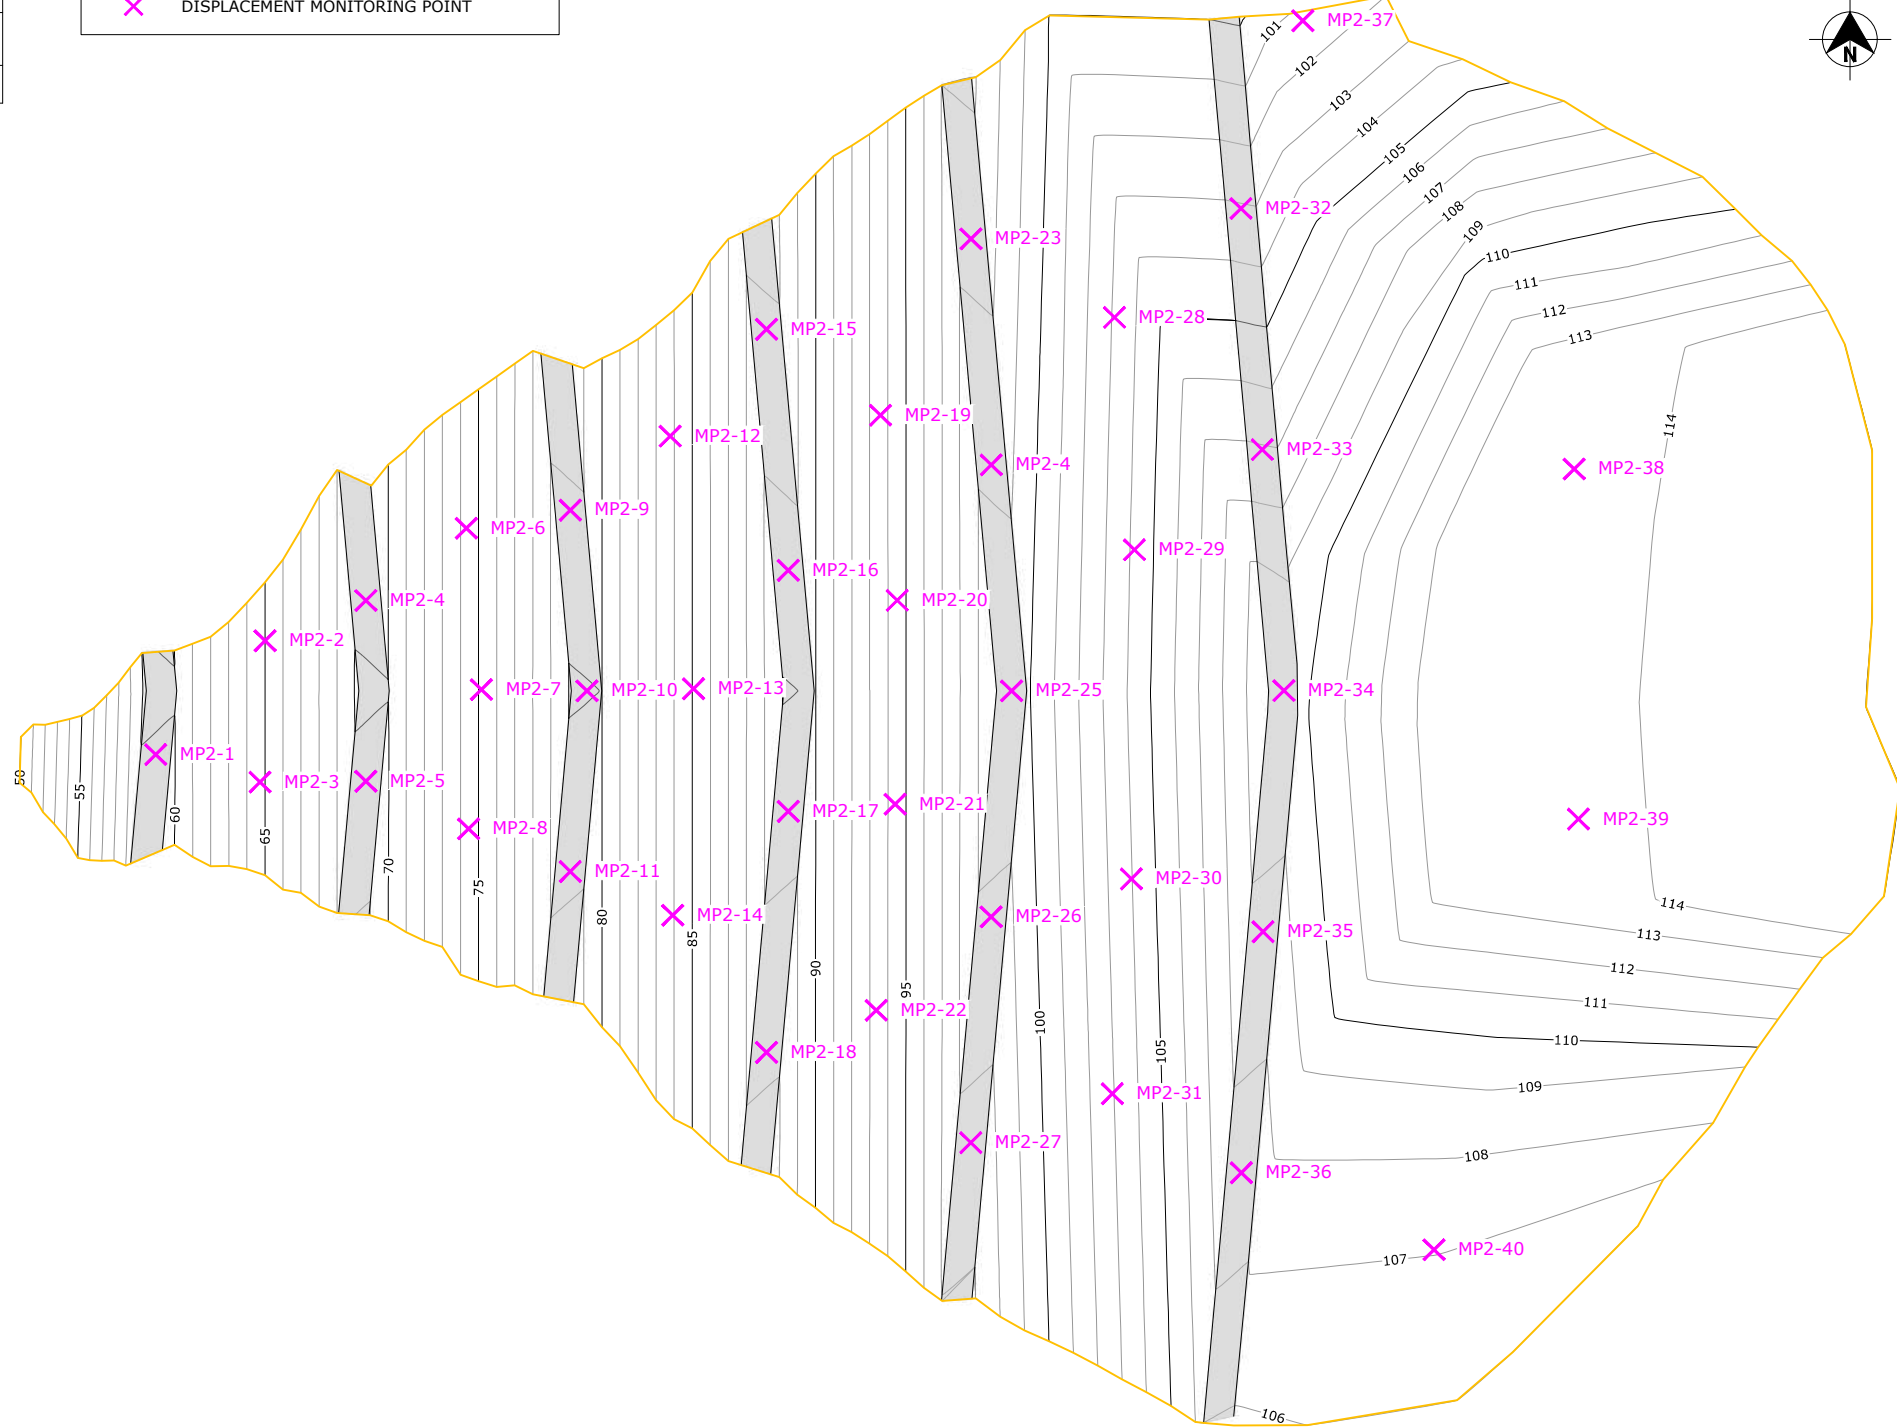 DISPLACEMENT MONITORING POINT
N
MP2-37
101
102
103
104
105
106
107
108
109
110
111
112
113
114
MP2-32
MP2-23
MP2-28
MP2-15
MP2-19
MP2-12
MP2-4
MP2-33
MP2-38
MP2-9
MP2-6
MP2-29
MP2-16
MP2-4
MP2-20
MP2-2
MP2-7
MP2-10
MP2-13
MP2-25
MP2-34
MP2-1
MP2-3
MP2-5
MP2-21
MP2-17
MP2-39
MP2-8
MP2-11
MP2-30
MP2-14
MP2-26
MP2-35
MP2-22
MP2-18
MP2-31
MP2-27
MP2-36
MP2-40
50
55
60
65
70
75
80
85
90
95
100
105
114
113
112
111
110
109
108
107
106